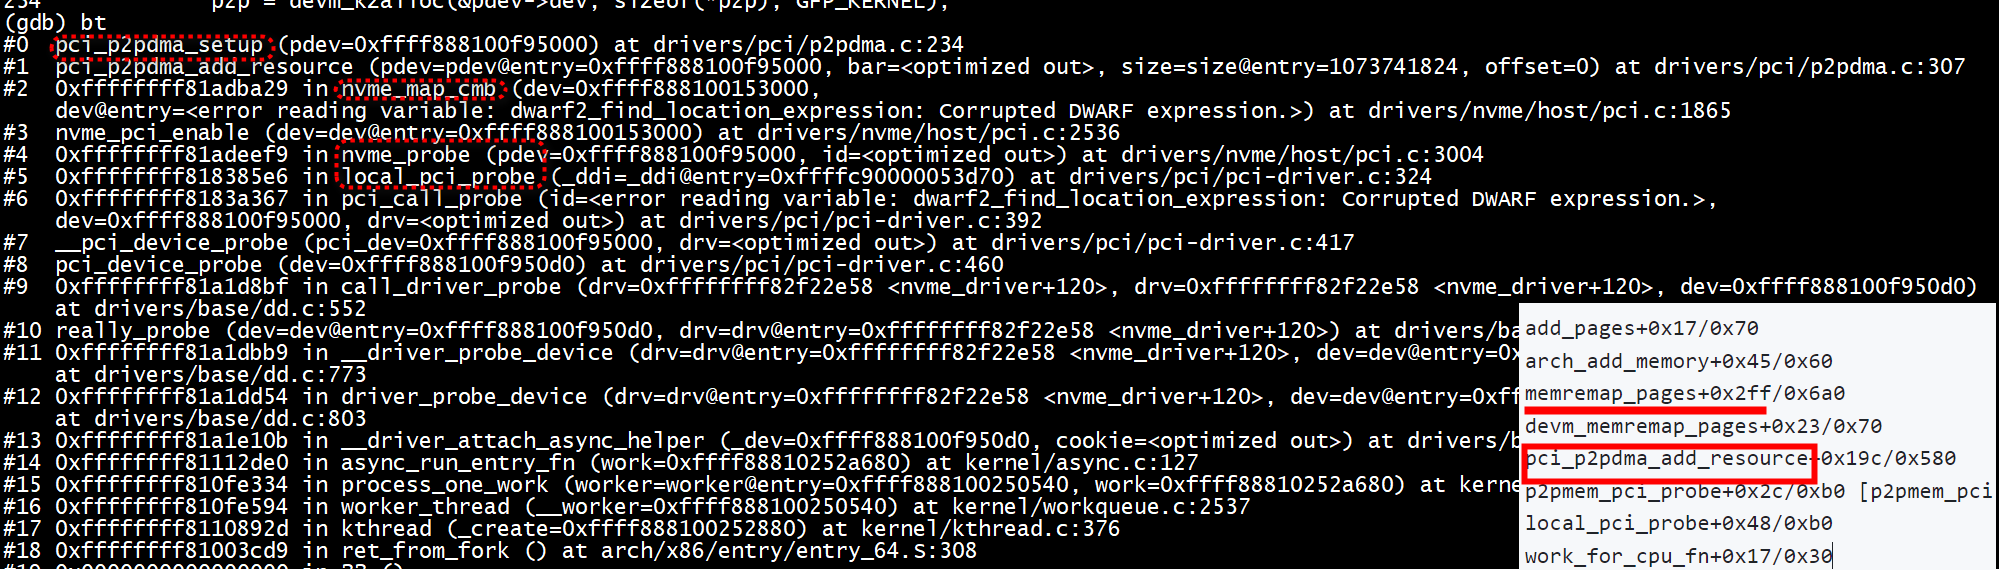 234               p2p = devm_kzalloc(&pdev->dev, sizeof(*p2p), GFP_KERNEL);
(gdb) bt
#0  pci_p2pdma_setup (pdev=0xffff888100f95000) at drivers/pci/p2pdma.c:234
#1  pci_p2pdma_add_resource (pdev=pdev@entry=0xffff888100f95000, bar=<optimized out>, size=size@entry=1073741824, offset=0) at drivers/pci/p2pdma.c:307
#2  0xffffffff81adba29 in nvme_map_cmb (dev=0xffff888100153000,
    dev@entry=<error reading variable: dwarf2_find_location_expression: Corrupted DWARF expression.>) at drivers/nvme/host/pci.c:1865
#3  nvme_pci_enable (dev=dev@entry=0xffff888100153000) at drivers/nvme/host/pci.c:2536
#4  0xffffffff81adeef9 in nvme_probe (pdev=0xffff888100f95000, id=<optimized out>) at drivers/nvme/host/pci.c:3004
#5  0xffffffff818385e6 in local_pci_probe (_ddi=_ddi@entry=0xffffc90000053d70) at drivers/pci/pci-driver.c:324
#6  0xffffffff8183a367 in pci_call_probe (id=<error reading variable: dwarf2_find_location_expression: Corrupted DWARF expression.>,
    dev=0xffff888100f95000, drv=<optimized out>) at drivers/pci/pci-driver.c:392
#7  __pci_device_probe (pci_dev=0xffff888100f95000, drv=<optimized out>) at drivers/pci/pci-driver.c:417
#8  pci_device_probe (dev=0xffff888100f950d0) at drivers/pci/pci-driver.c:460
#9  0xffffffff81a1d8bf in call_driver_probe (drv=0xffffffff82f22e58 <nvme_driver+120>, drv=0xffffffff82f22e58 <nvme_driver+120>, dev=0xffff888100f950d0)
    at drivers/base/dd.c:552
#10 really_probe (dev=dev@entry=0xffff888100f950d0, drv=drv@entry=0xffffffff82f22e58 <nvme_driver+120>) at drivers/ba
#11 0xffffffff81a1dbb9 in __driver_probe_device (drv=drv@entry=0xffffffff82f22e58 <nvme_driver+120>, dev=dev@entry=0x
    at drivers/base/dd.c:773
#12 0xffffffff81a1dd54 in driver_probe_device (drv=drv@entry=0xffffffff82f22e58 <nvme_driver+120>, dev=dev@entry=0xff
    at drivers/base/dd.c:803
#13 0xffffffff81a1e10b in __driver_attach_async_helper (_dev=0xffff888100f950d0, cookie=<optimized out>) at drivers/b
#14 0xffffffff81112de0 in async_run_entry_fn (work=0xffff88810252a680) at kernel/async.c:127
#15 0xffffffff810fe334 in process_one_work (worker=worker@entry=0xffff888100250540, work=0xffff88810252a680) at kerne
#16 0xffffffff810fe594 in worker_thread (__worker=0xffff888100250540) at kernel/workqueue.c:2537
#17 0xffffffff8110892d in kthread (_create=0xffff888100252880) at kernel/kthread.c:376
#18 0xffffffff81003cd9 in ret_from_fork () at arch/x86/entry/entry_64.S:308
add_pages+0x17/0x70
arch_add_memory+0x45/0x60
memremap_pages+0x2ff/0x6a0
devm_memremap_pages+0x23/0x70
pci_p2pdma_add_resource+0x19c/0x580
p2pmem_pci_probe+0x2c/0xb0 [p2pmem_pci
local_pci_probe+0x48/0xb0
work_for_cpu_fn+0x17/0x30